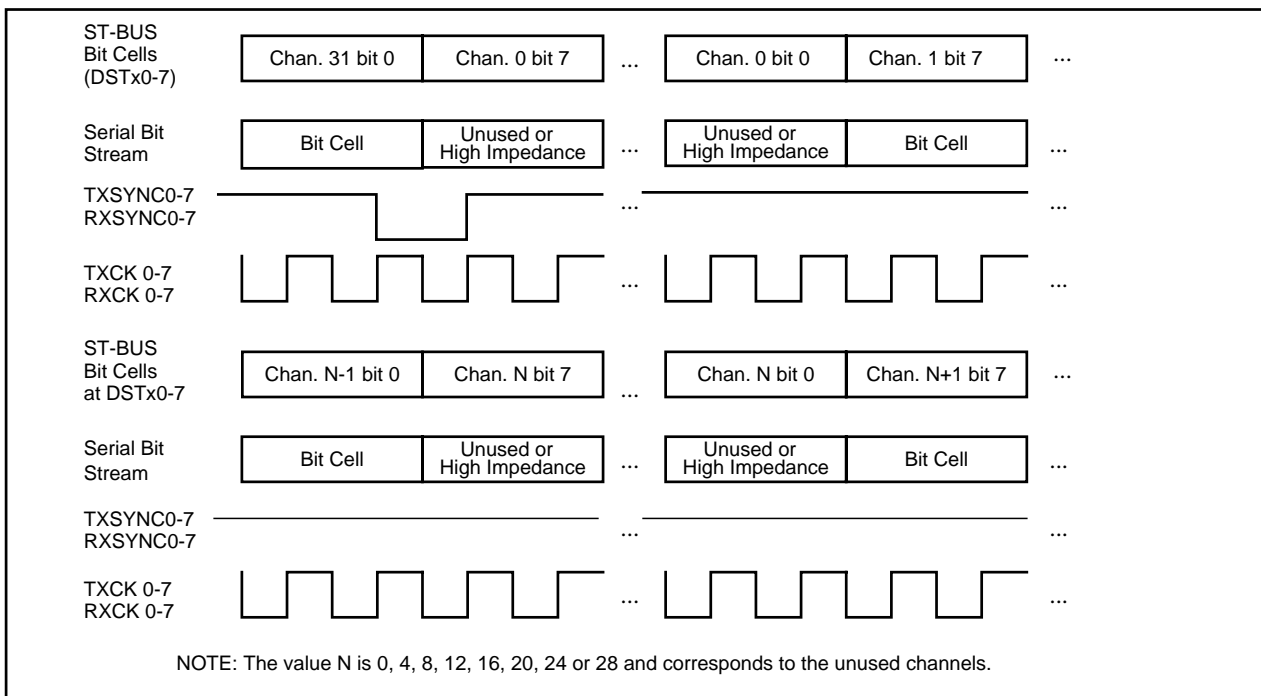 ST-BUS
Bit Cells
(DSTx0-7)
Chan. 31 bit 0
Chan. 0 bit 7
...
Chan. 0 bit 0
Chan. 1 bit 7
...
Serial Bit
Stream
Bit Cell
Unused or
High Impedance
...
Unused or
High Impedance
Bit Cell
...
TXSYNC0-7
RXSYNC0-7
...
...
TXCK 0-7
RXCK 0-7
...
...
ST-BUS
Bit Cells
at DSTx0-7
Chan. N-1 bit 0
Chan. N bit 7
...
Chan. N bit 0
Chan. N+1 bit 7
...
Serial Bit
Stream
Bit Cell
Unused or
High Impedance
...
Unused or
High Impedance
Bit Cell
...
TXSYNC0-7
RXSYNC0-7
...
...
TXCK 0-7
RXCK 0-7
...
...
NOTE: The value N is 0, 4, 8, 12, 16, 20, 24 or 28 and corresponds to the unused channels.